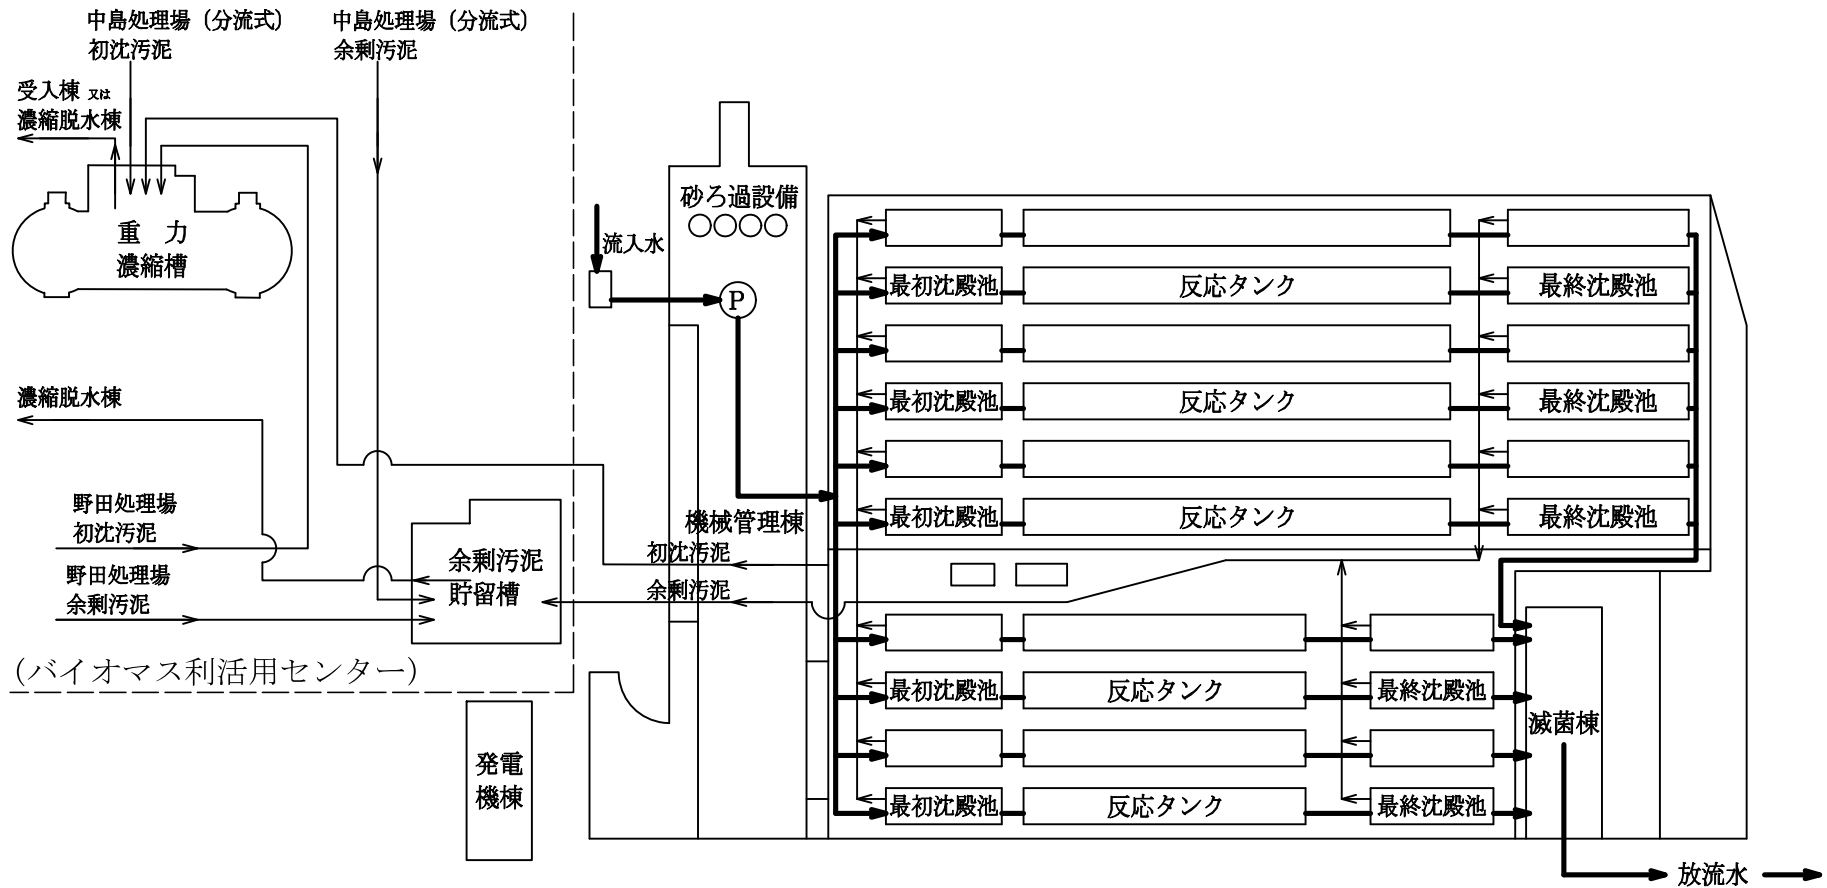 中島処理場（分流式）
初沈汚泥
中島処理場（分流式）
余剰汚泥
受入棟 又は
濃縮脱水棟
重　力
濃縮槽
砂ろ過設備
流入水
P
最初沈殿池
反応タンク
最終沈殿池
濃縮脱水棟
最初沈殿池
反応タンク
最終沈殿池
野田処理場
初沈汚泥
機械管理棟
最初沈殿池
反応タンク
最終沈殿池
初沈汚泥
余剰汚泥
貯留槽
野田処理場
余剰汚泥
余剰汚泥
（バイオマス利活用センター）
最初沈殿池
反応タンク
最終沈殿池
滅菌棟
発電
機棟
最初沈殿池
反応タンク
最終沈殿池
放流水